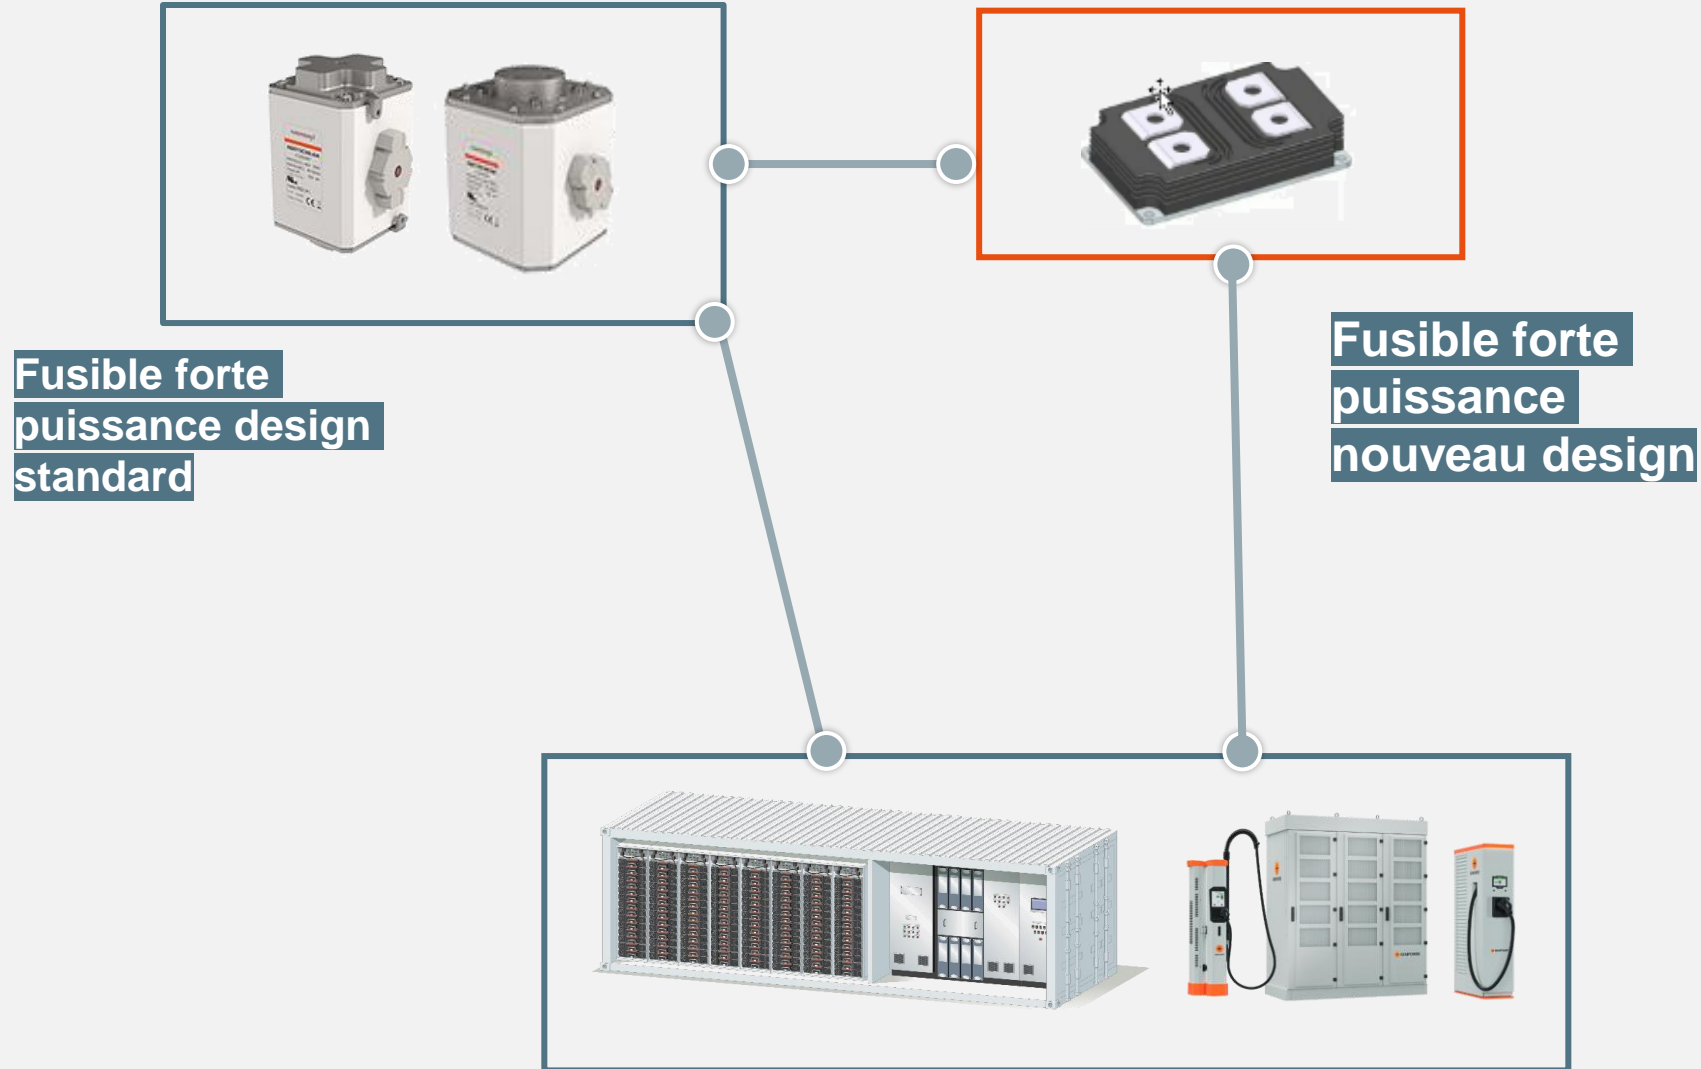 Fusible forte
puissance design
standard
Fusible forte
puissance
nouveau design